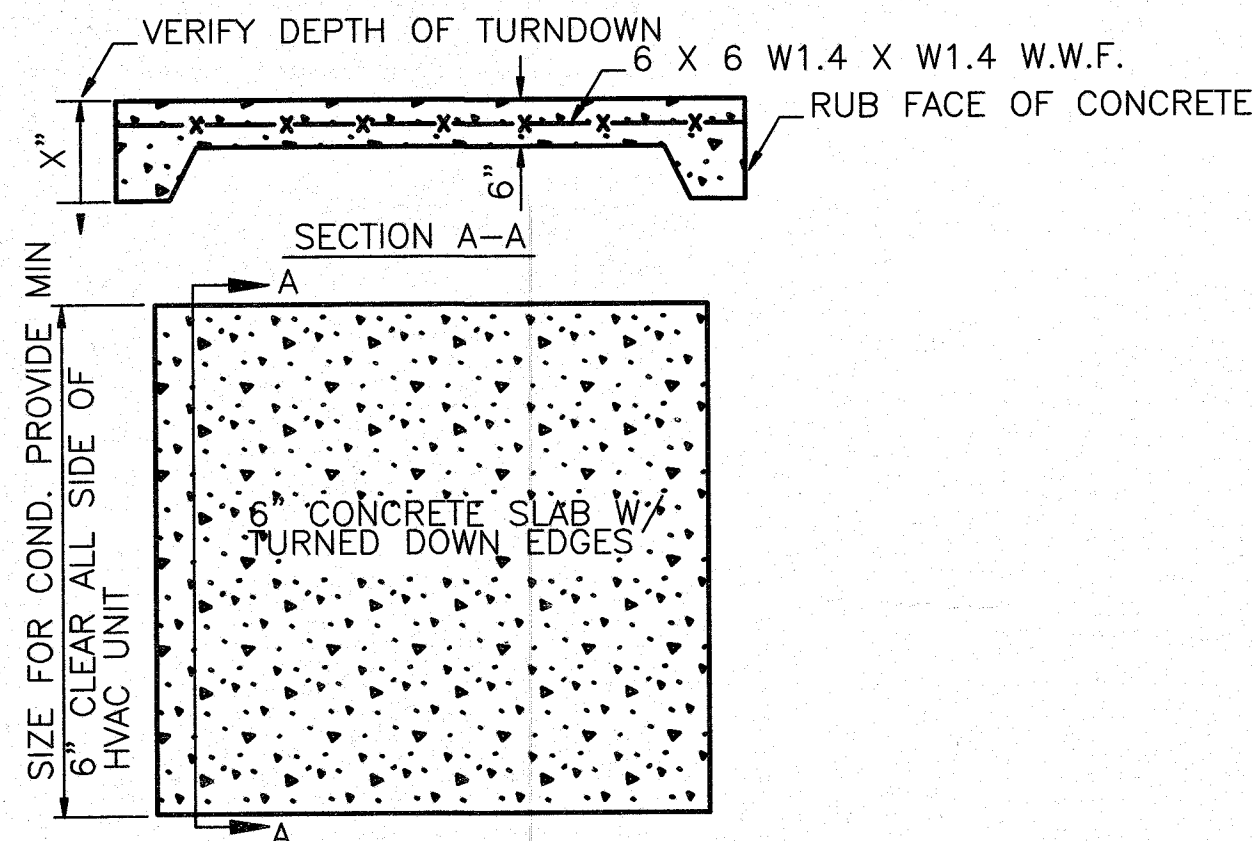 VERIFY DEPTH OF TURNDOWN
6 X 6 W1.4 X W1.4 W.W.F.
RUB FACE OF CONCRETE
X"
6"
SECTION A-A
A
SIZE FOR COND. PROVIDE MIN
6" CLEAR ALL SIDE OF
HVAC UNIT
6" CONCRETE SLAB W/
TURNED DOWN EDGES
A